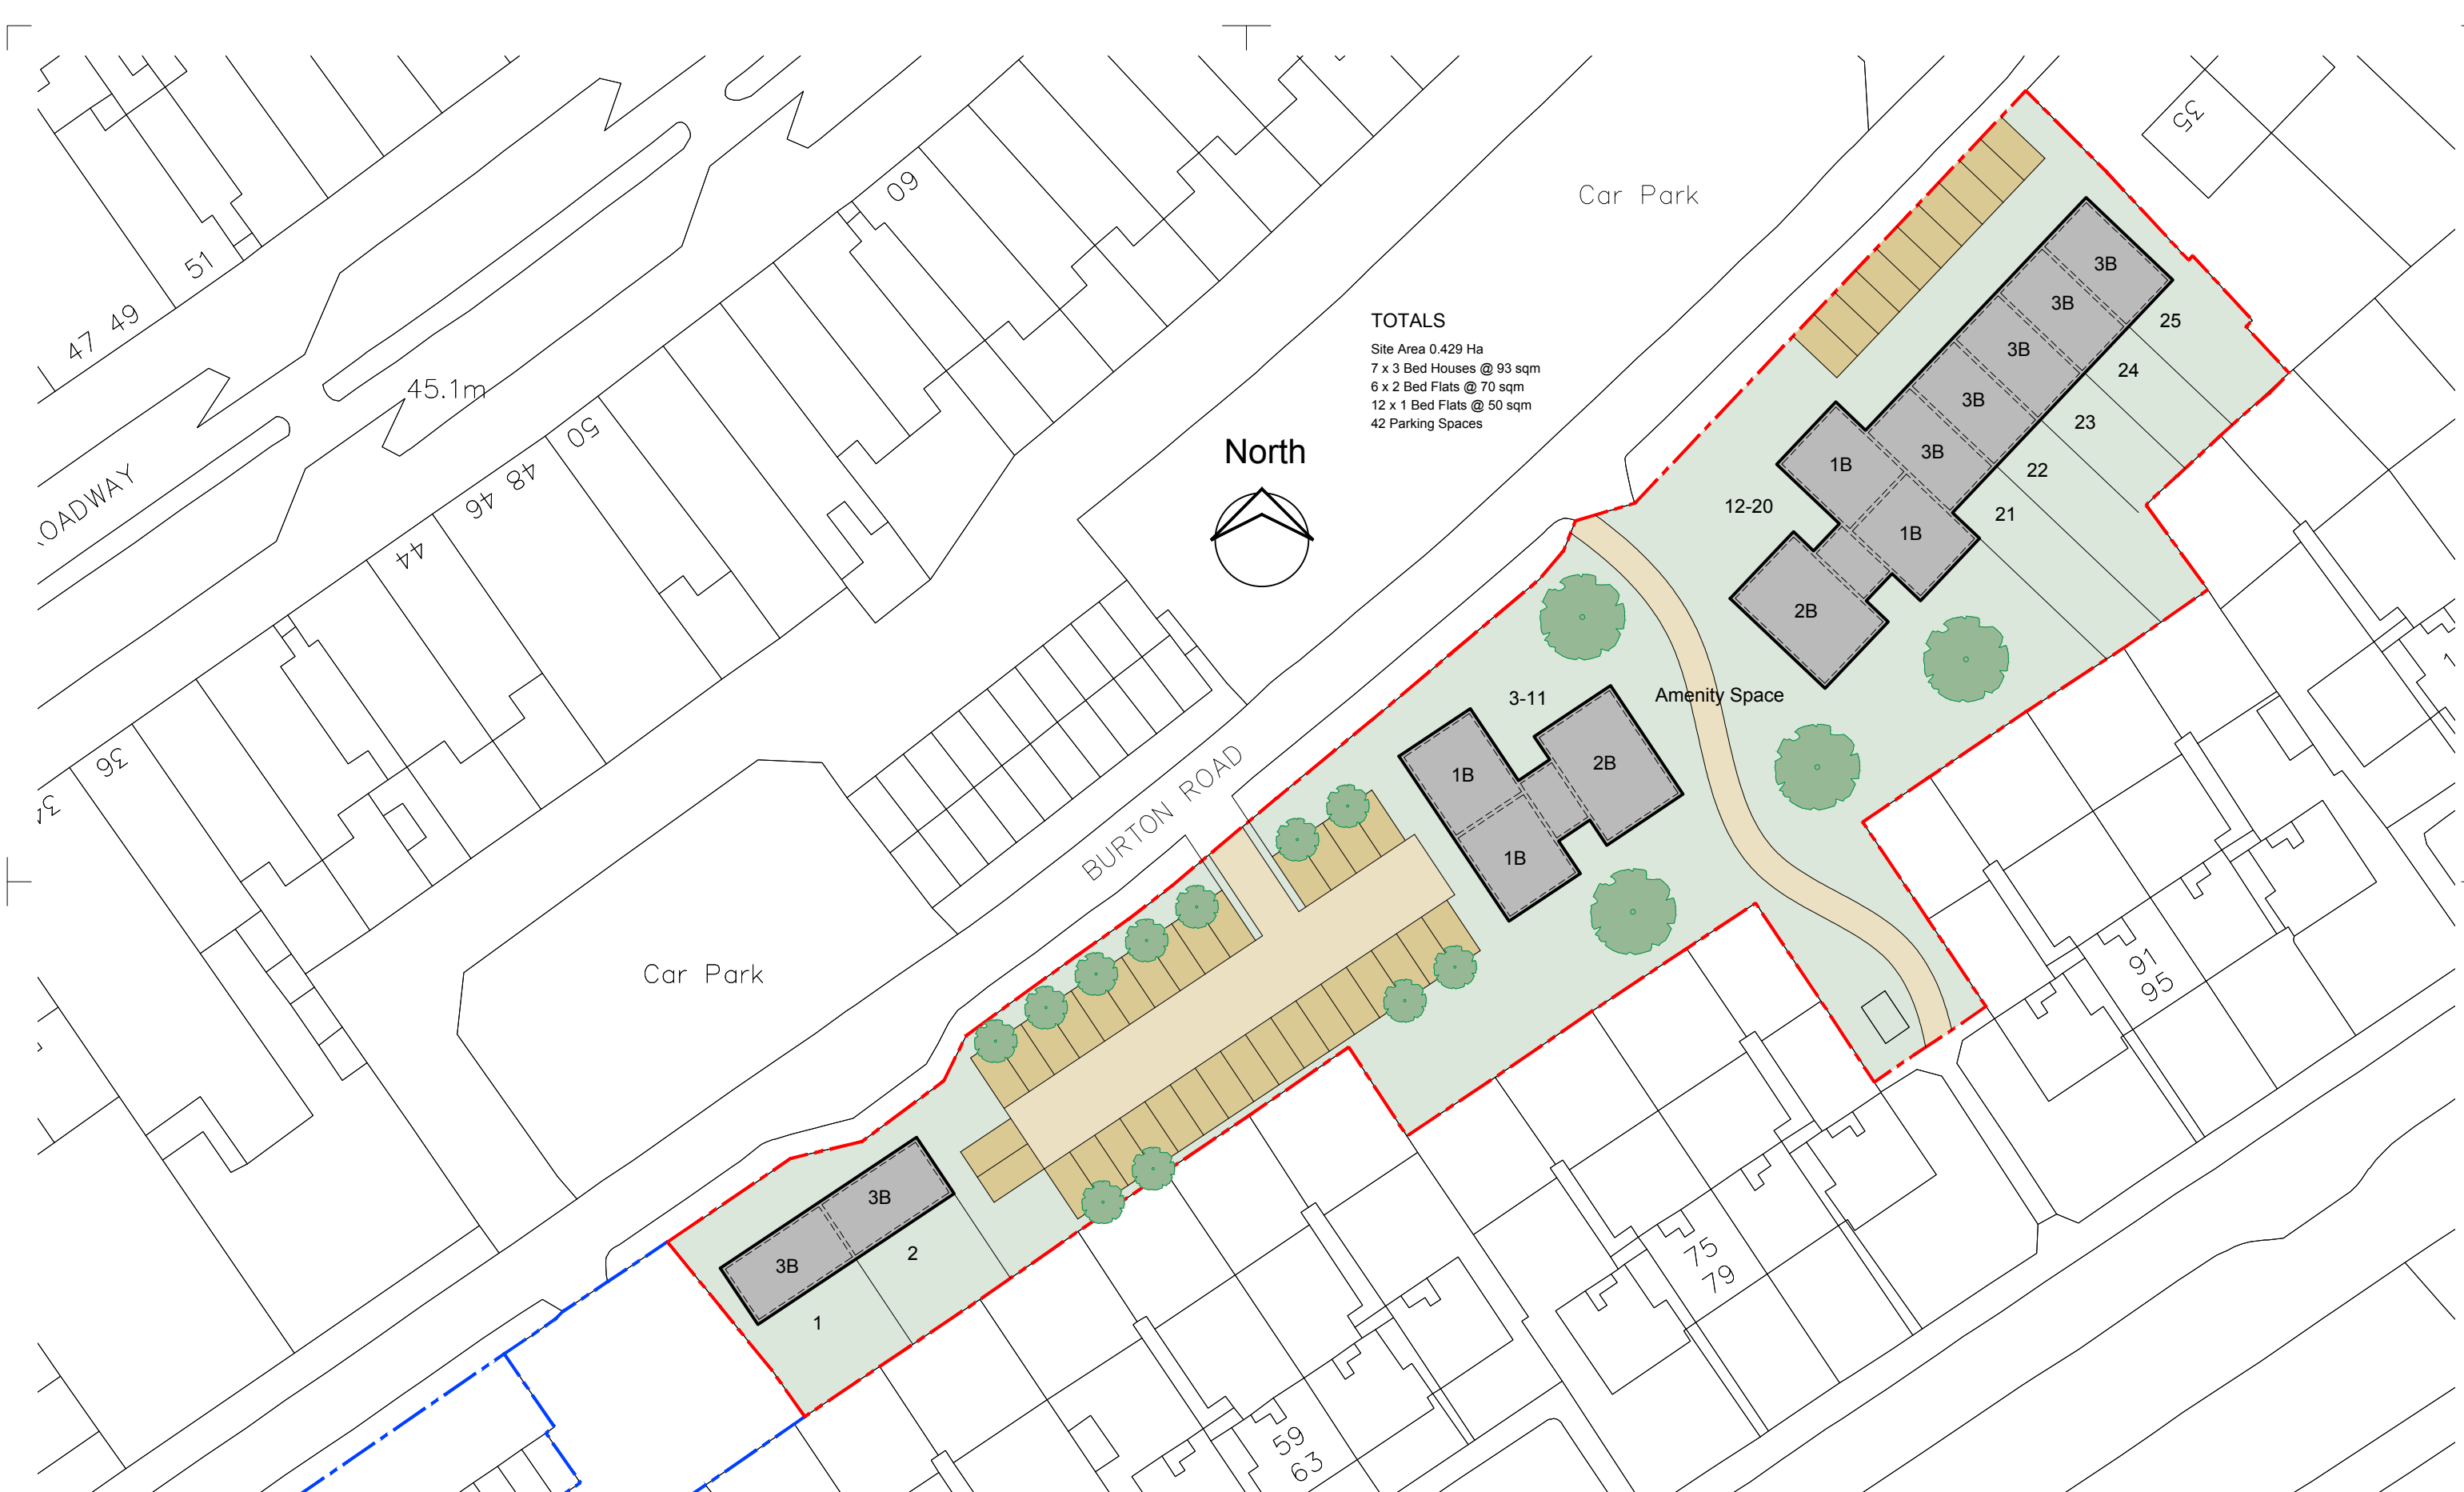 35
Car Park
60
51
47 49
3B
TOTALS
Site Area 0.429 Ha
7 x 3 Bed Houses @ 93 sqm
6 x 2 Bed Flats @ 70 sqm
12 x 1 Bed Flats @ 50 sqm
42 Parking Spaces
3B
25
3B
24
45.1m
3B
23
50
North
3B
1B
22
48
46
OADWAY
12-20
21
1B
44
2B
Amenity Space
3-11
36
34
2B
1B
BURTON ROAD
1B
Car Park
91
95
3B
2
3B
1
75
79
59
63